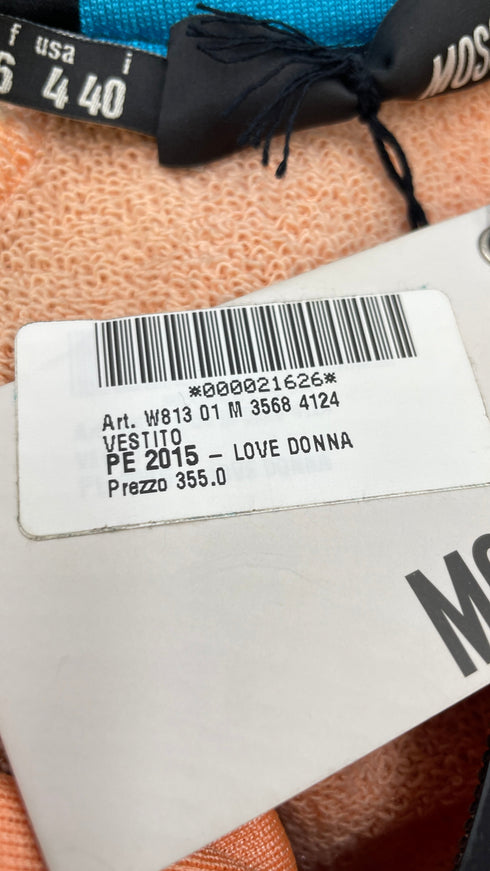 f usa i
6 4 40
MOS
*000021626*
Art. W813 01 M 3568 4124
VESTITO
PE 2015 – LOVE DONNA
Prezzo 355.0
MO